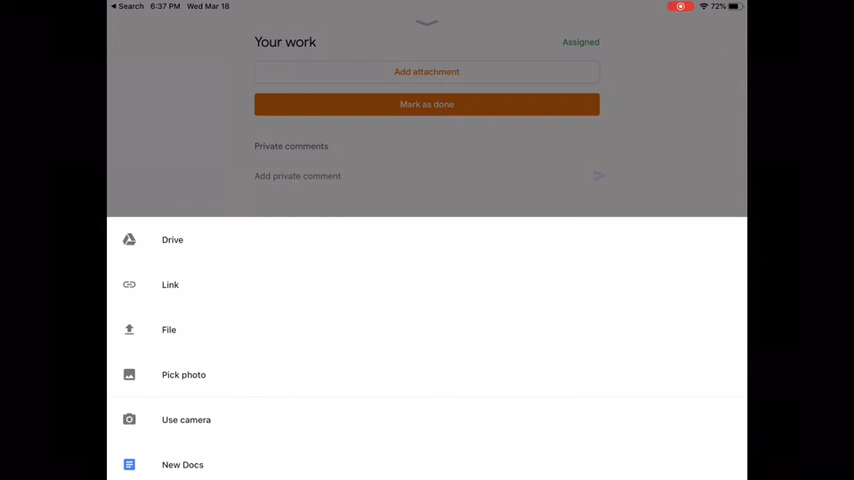 Search 6:37 PM Wed Mar 18 72%
Your work Assigned
Add attachment
Mark as done
Private comments
Add private comment
Drive
Link
File
Pick photo
Use camera
New Docs